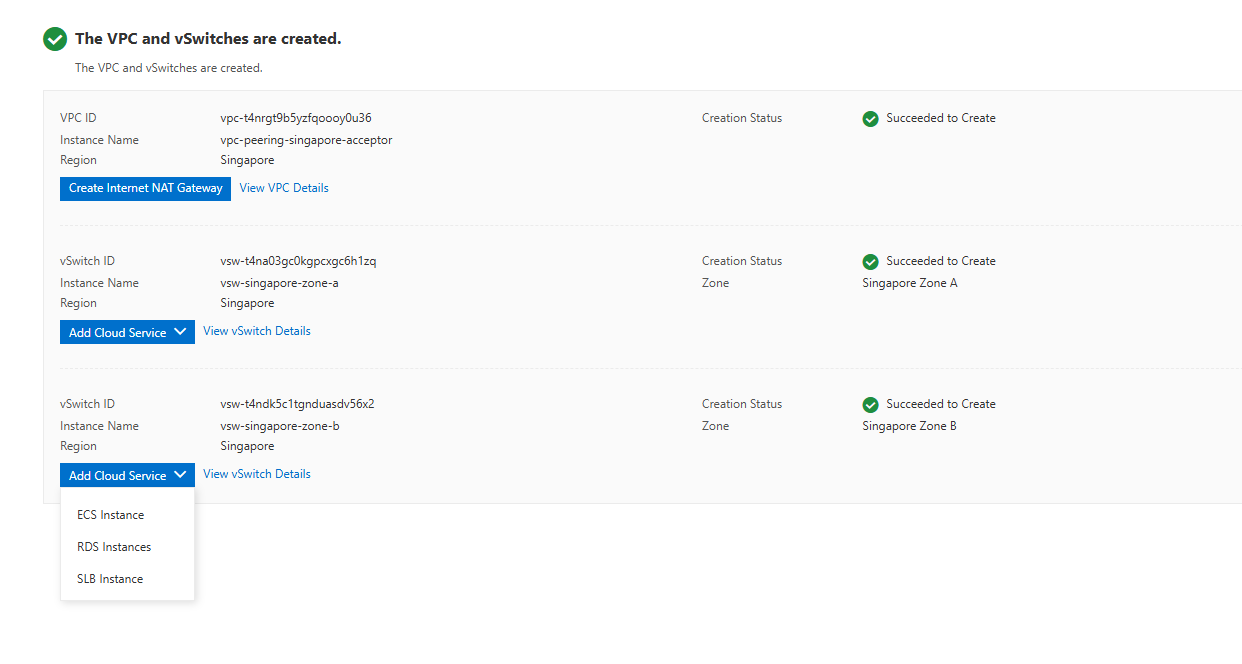 The VPC and vSwitches are created.
The VPC and vSwitches are created.
VPC ID vpc-t4nrgt9b5yzfqoooy0u36 Creation Status Succeeded to Create
Instance Name vpc-peering-singapore-acceptor
Region Singapore
Create Internet NAT Gateway View VPC Details
vSwitch ID vsw-t4na03gc0kgpcxgc6h1zq Creation Status Succeeded to Create
Instance Name vsw-singapore-zone-a Zone Singapore Zone A
Region Singapore
Add Cloud Service View vSwitch Details
vSwitch ID vsw-t4ndk5c1tgnduasdv56x2 Creation Status Succeeded to Create
Instance Name vsw-singapore-zone-b Zone Singapore Zone B
Region Singapore
Add Cloud Service View vSwitch Details
ECS Instance
RDS Instances
SLB Instance